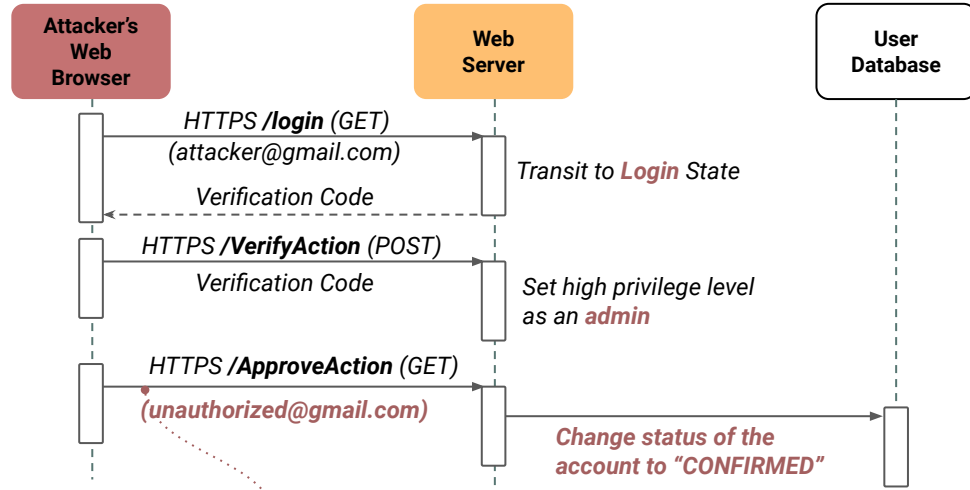 Attacker's
Web
Browser
Web
Server
User
Database
HTTPS /login (GET)
(attacker@gmail.com)
Transit to Login State
Verification Code
HTTPS /VerifyAction (POST)
Verification Code
Set high privilege level
as an admin
HTTPS /ApproveAction (GET)
(unauthorized@gmail.com)
Change status of the
account to “CONFIRMED”